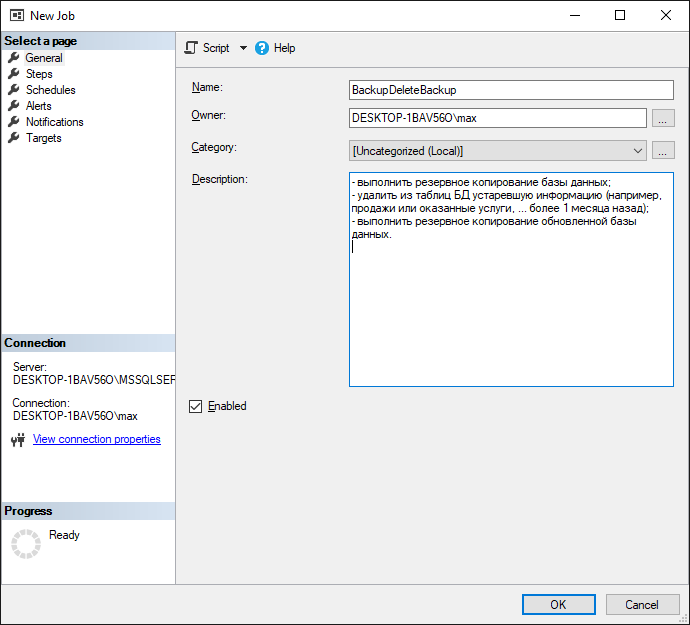 New Job
Select a page
General
Steps
Schedules
Alerts
Notifications
Targets
Script
Help
Name:
BackupDeleteBackup
Owner:
DESKTOP-1BAV56O\max
...
Category:
[Uncategorized (Local)]
...
Description:
- выполнить резервное копирование базы данных;
- удалить из таблиц БД устаревшую информацию (например,
продажи или оказанные услуги, ... более 1 месяца назад);
- выполнить резервное копирование обновленной базы
данных.
Enabled
Connection
Server:
DESKTOP-1BAV56O\MSSQLSEF
Connection:
DESKTOP-1BAV56O\max
View connection properties
Progress
Ready
OK
Cancel